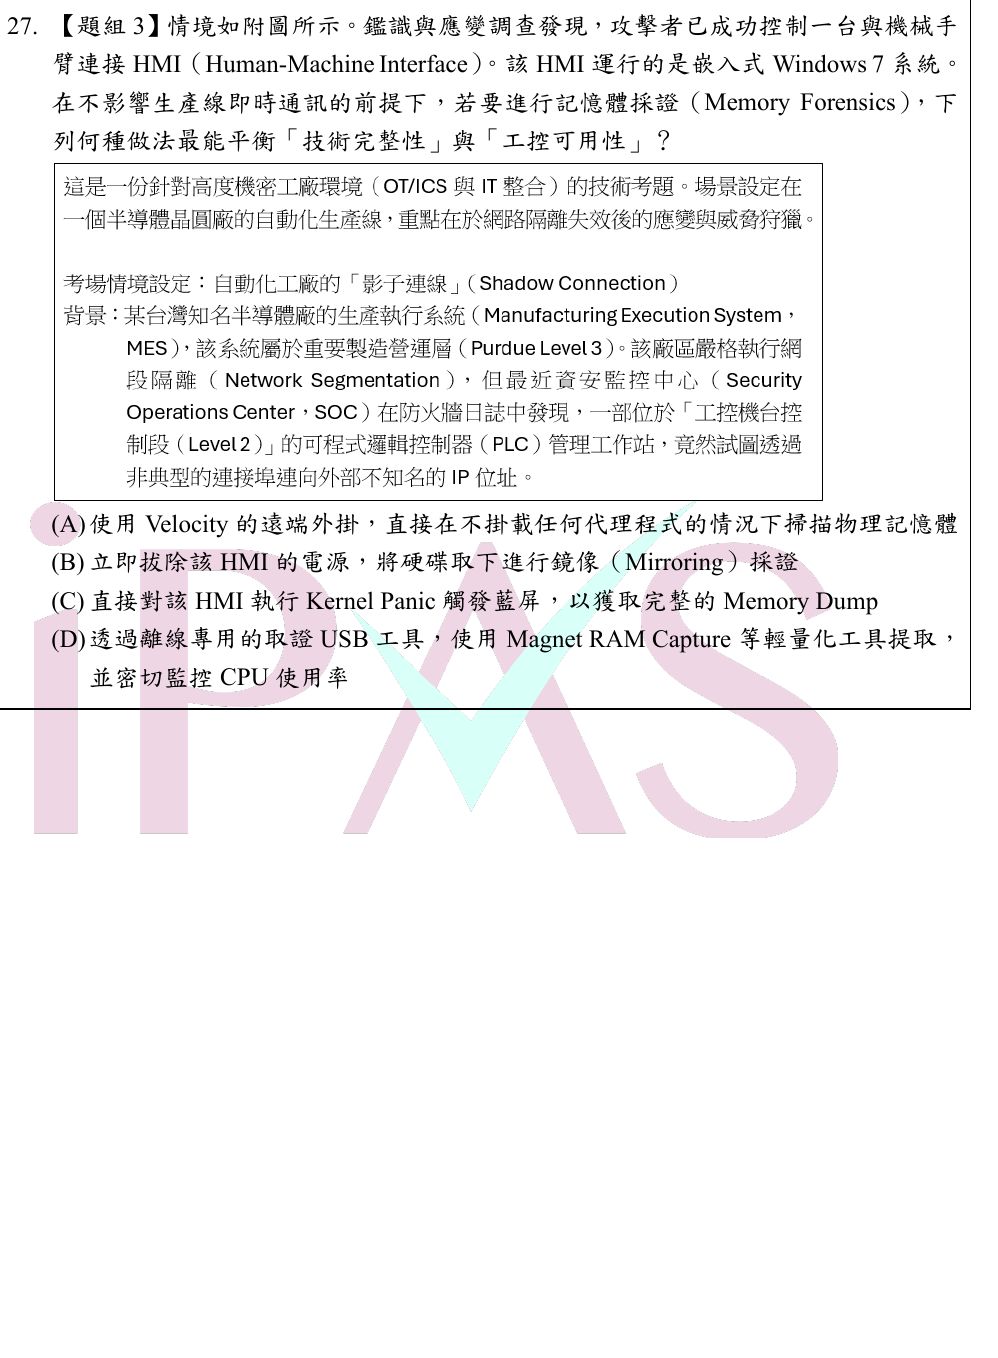 27. 【題組 3】情境如附圖所示。鑑識與應變調查發現，攻擊者已成功控制一台與機械手
臂連接 HMI（Human-Machine Interface）。該 HMI 運行的是嵌入式 Windows 7 系統。
在不影響生產線即時通訊的前提下，若要進行記憶體採證（Memory Forensics），下
列何種做法最能平衡「技術完整性」與「工控可用性」？
這是一份針對高度機密工廠環境（OT/ICS 與 IT 整合）的技術考題。場景設定在
一個半導體晶圓廠的自動化生產線，重點在於網路隔離失效後的應變與威脅狩獵。
考場情境設定：自動化工廠的「影子連線」（Shadow Connection）
背景：某台灣知名半導體廠的生產執行系統（Manufacturing Execution System，
MES），該系統屬於重要製造營運層（Purdue Level 3）。該廠區嚴格執行網
段隔離（Network Segmentation），但最近資安監控中心（Security
Operations Center，SOC）在防火牆日誌中發現，一部位於「工控機台控
制段（Level 2）」的可程式邏輯控制器（PLC）管理工作站，竟然試圖透過
非典型的連接埠連向外部不知名的 IP 位址。
(A) 使用 Velocity 的遠端外掛，直接在不掛載任何代理程式的情況下掃描物理記憶體
(B) 立即拔除該 HMI 的電源，將硬碟取下進行鏡像（Mirroring）採證
(C) 直接對該 HMI 執行 Kernel Panic 觸發藍屏，以獲取完整的 Memory Dump
(D) 透過離線專用的取證 USB 工具，使用 Magnet RAM Capture 等輕量化工具提取，
並密切監控 CPU 使用率
iPAS